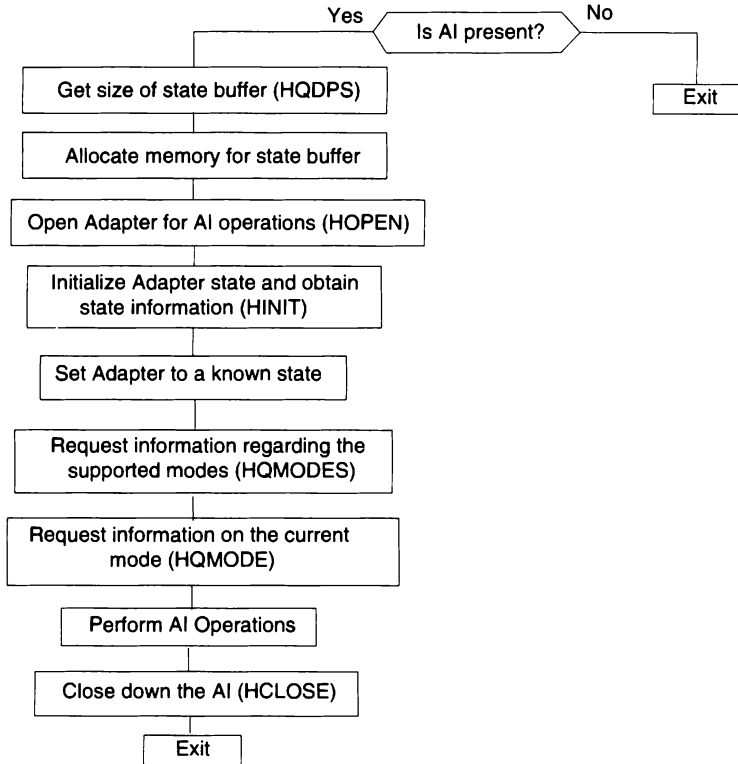 Yes
Is AI present?
No
Get size of state buffer (HQDPS)
Exit
Allocate memory for state buffer
Open Adapter for AI operations (HOPEN)
Initialize Adapter state and obtain
state information (HINIT)
Set Adapter to a known state
Request information regarding the
supported modes (HQMODES)
Request information on the current
mode (HQMODE)
Perform AI Operations
Close down the AI (HCLOSE)
Exit